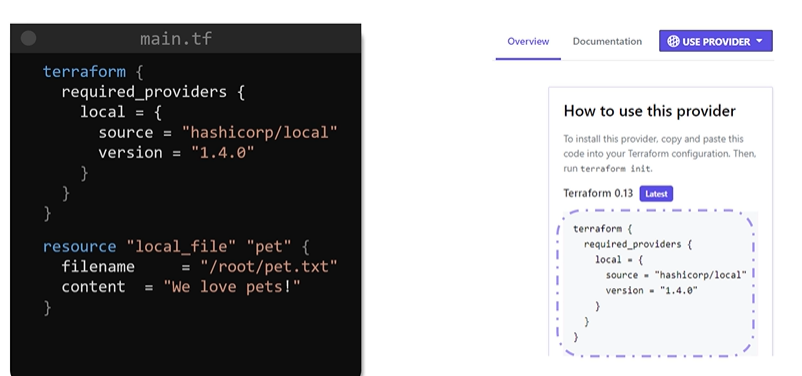 main.tf
terraform {
  required_providers {
    local = {
      source = "hashicorp/local"
      version = "1.4.0"
    }
  }
}
resource "local_file" "pet" {
  filename     = "/root/pet.txt"
  content  = "We love pets!"
}
Overview
Documentation
USE PROVIDER
How to use this provider
To install this provider, copy and paste this
code into your Terraform configuration. Then,
run terraform init.
Terraform 0.13 Latest
terraform {
  required_providers {
    local = {
      source = "hashicorp/local"
      version = "1.4.0"
    }
  }
}